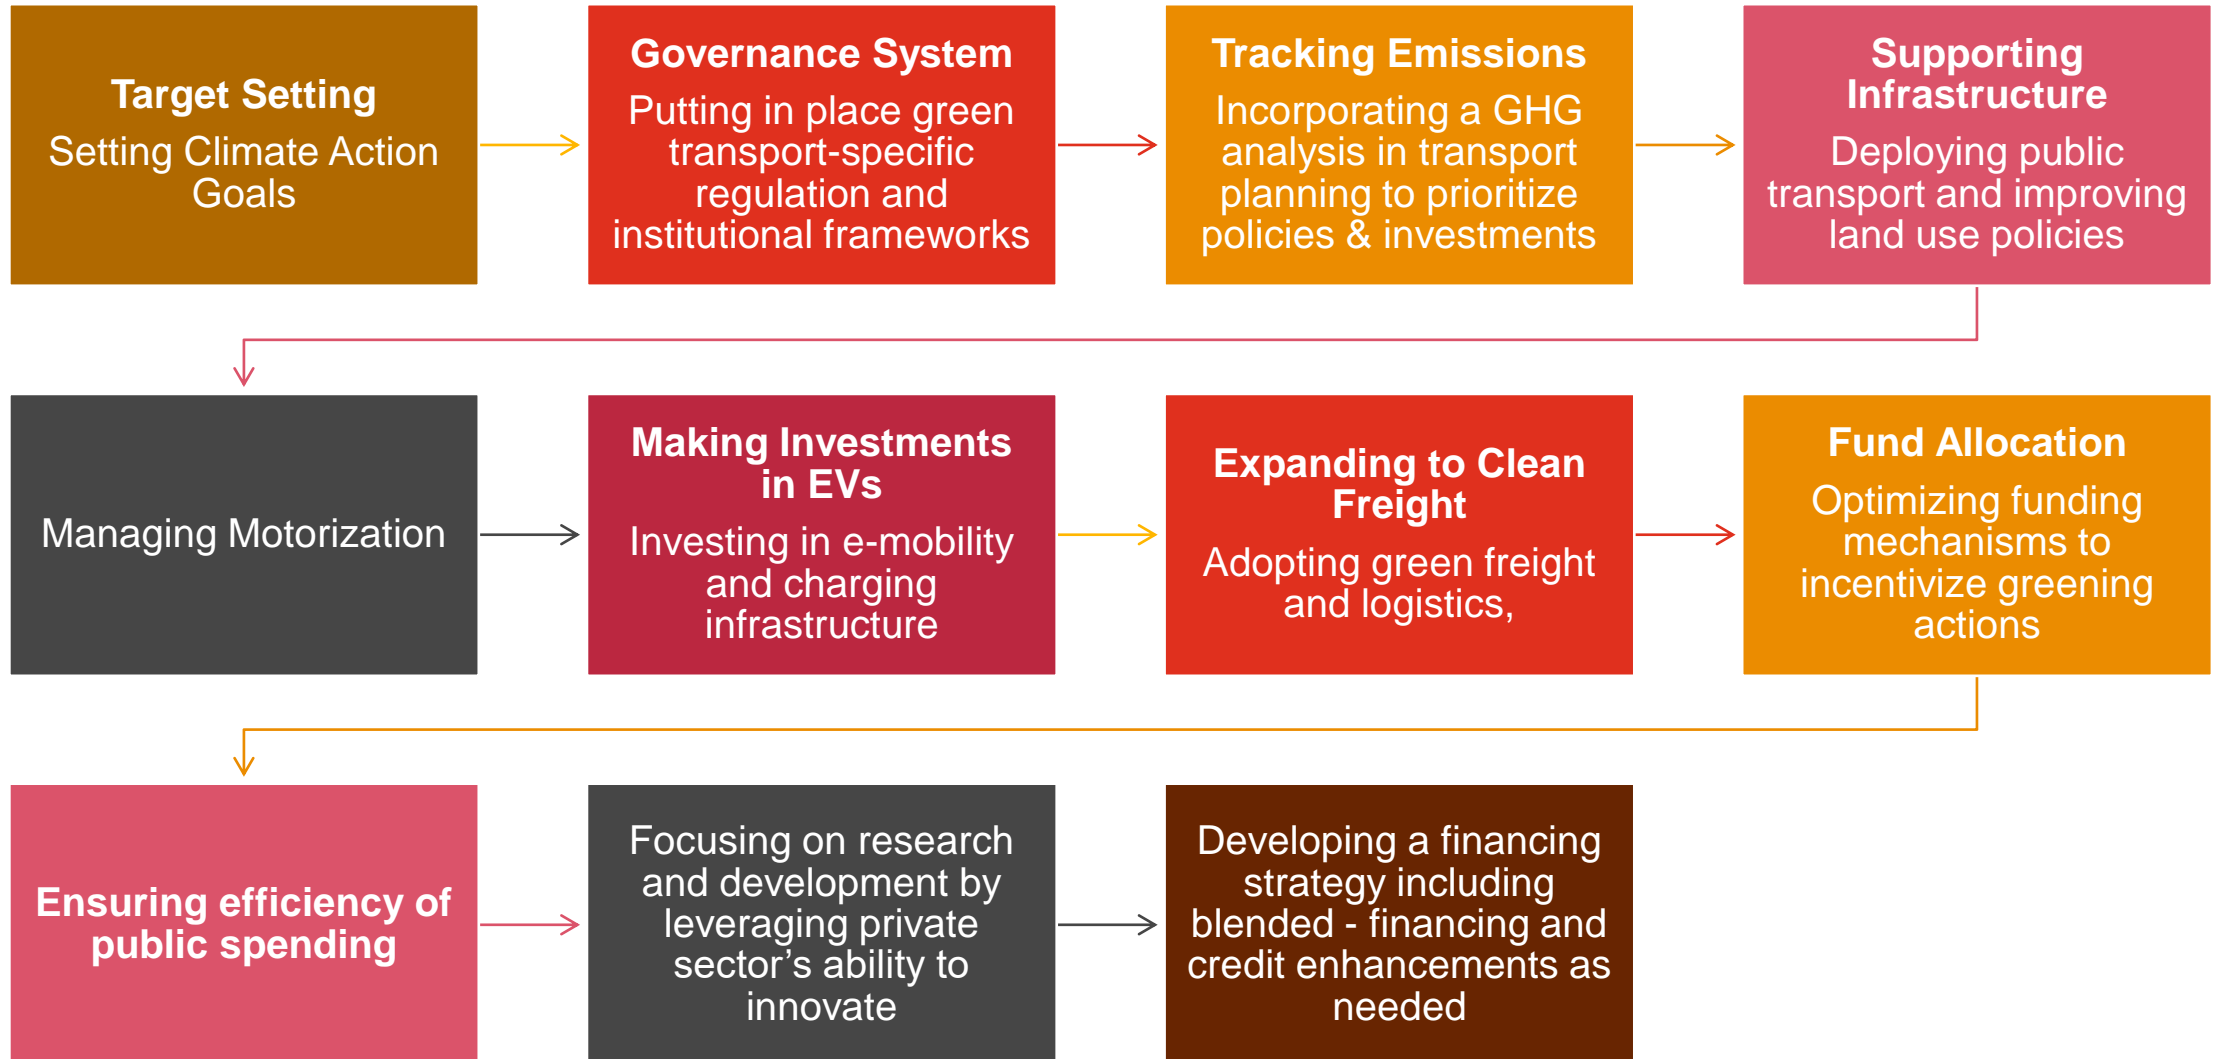 Target Setting
Setting Climate Action
Goals
Governance System
Putting in place green
transport-specific
regulation and
institutional frameworks
Tracking Emissions
Incorporating a GHG
analysis in transport
planning to prioritize
policies & investments
Supporting
Infrastructure
Deploying public
transport and improving
land use policies
Managing Motorization
Making Investments
in EVs
Investing in e-mobility
and charging
infrastructure
Expanding to Clean
Freight
Adopting green freight
and logistics,
Fund Allocation
Optimizing funding
mechanisms to
incentivize greening
actions
Ensuring efficiency of
public spending
Focusing on research
and development by
leveraging private
sector’s ability to
innovate
Developing a financing
strategy including
blended - financing and
credit enhancements as
needed